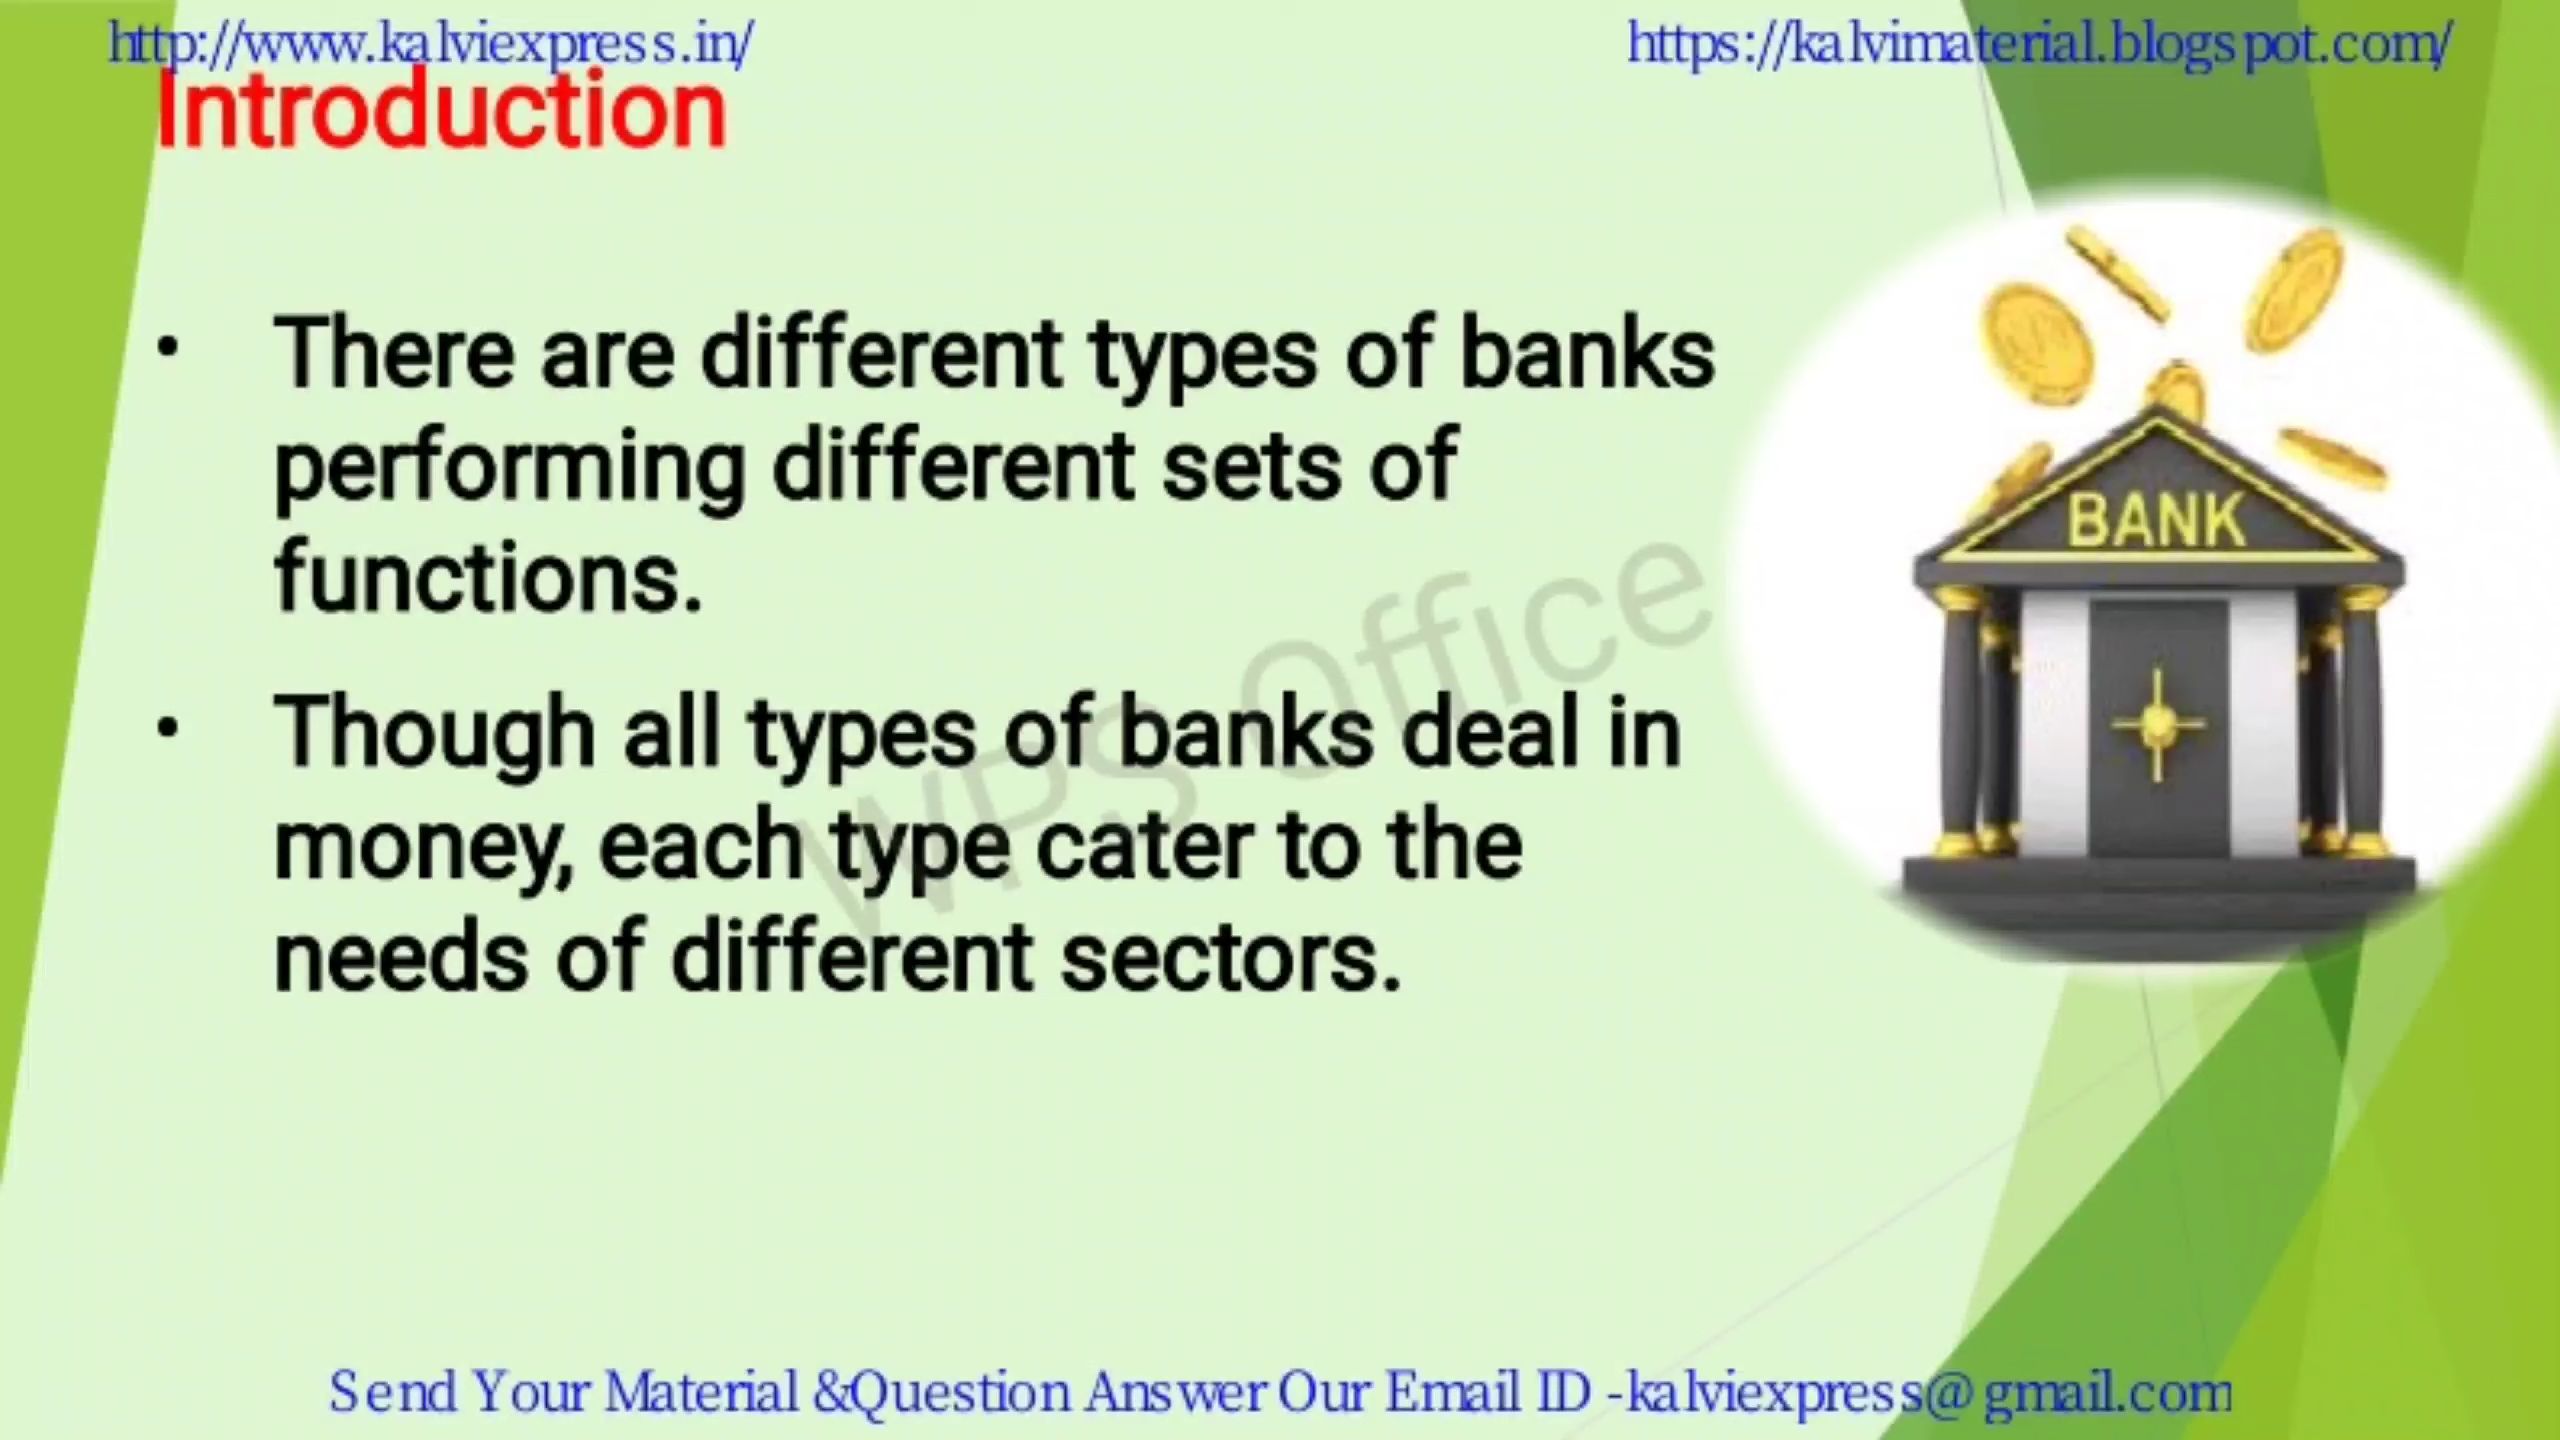 http://www.kalviexpress.in/
https://kalvimaterial.blogspot.com/
Introduction
• There are different types of banks
performing different sets of
functions.
• Though all types of banks deal in
money, each type cater to the
needs of different sectors.
BANK
WPS Office
Send Your Material &Question Answer Our Email ID -kalviexpress@gmail.com